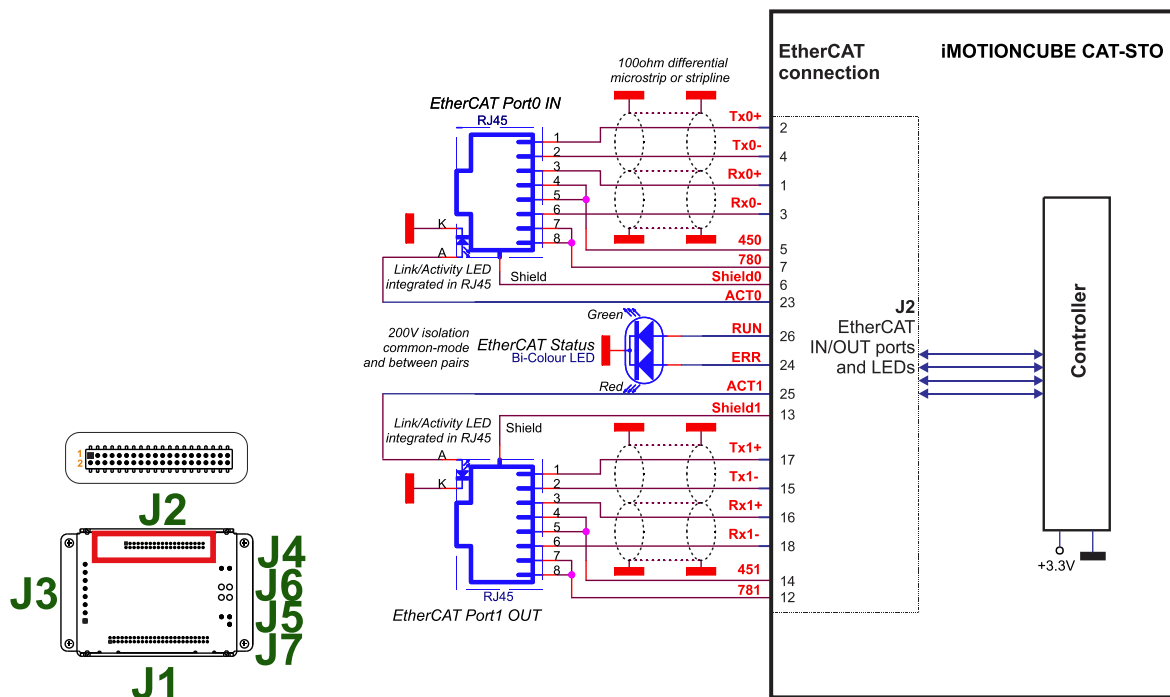 EtherCAT
connection
iMOTIONCUBE CAT-STO
100ohm differential
microstrip or stripline
EtherCAT Port0 IN
RJ45
1
2
3
4
5
6
7
8
K
A
Link/Activity LED
integrated in RJ45
Shield
Tx0+
2
Tx0-
4
Rx0+
1
Rx0-
3
450
5
780
7
Shield0
6
ACT0
23
200V isolation
common-mode
and between pairs
Green
EtherCAT Status
Bi-Colour LED
Red
RUN
26
ERR
24
ACT1
25
Shield1
13
J2
EtherCAT
IN/OUT ports
and LEDs
Controller
+3.3V
Link/Activity LED
integrated in RJ45
Shield
A
K
1
2
3
4
5
6
7
8
RJ45
EtherCAT Port1 OUT
Tx1+
17
Tx1-
15
Rx1+
16
Rx1-
18
451
14
781
12
1
2
J2
J3
J4
J6
J5
J7
J1